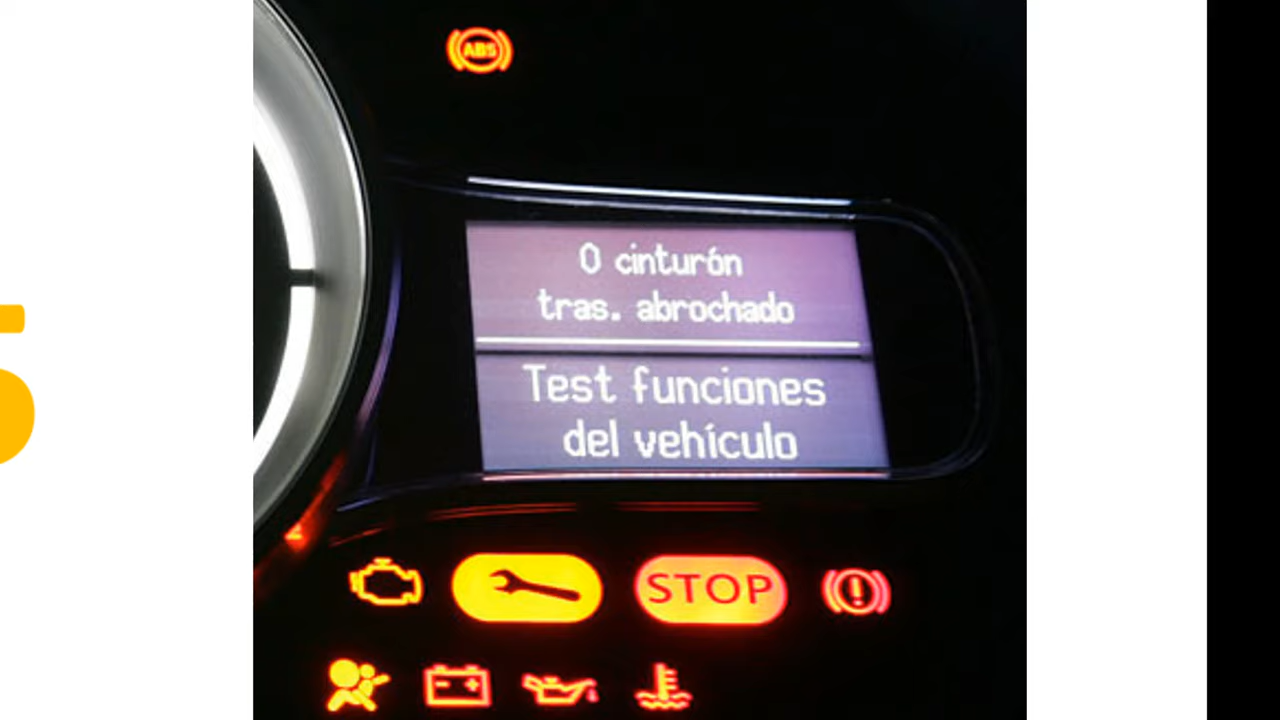 ABS
0 cinturón
tras. abrochado
Test funciones
del vehículo
STOP